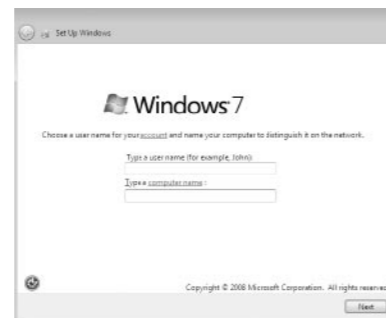 Set Up Windows
Windows 7
Choose a user name for your account and name your computer to distinguish it on the network.
Type a user name (for example, John):
Type a computer name :
Copyright © 2008 Microsoft Corporation. All rights reserved
Next